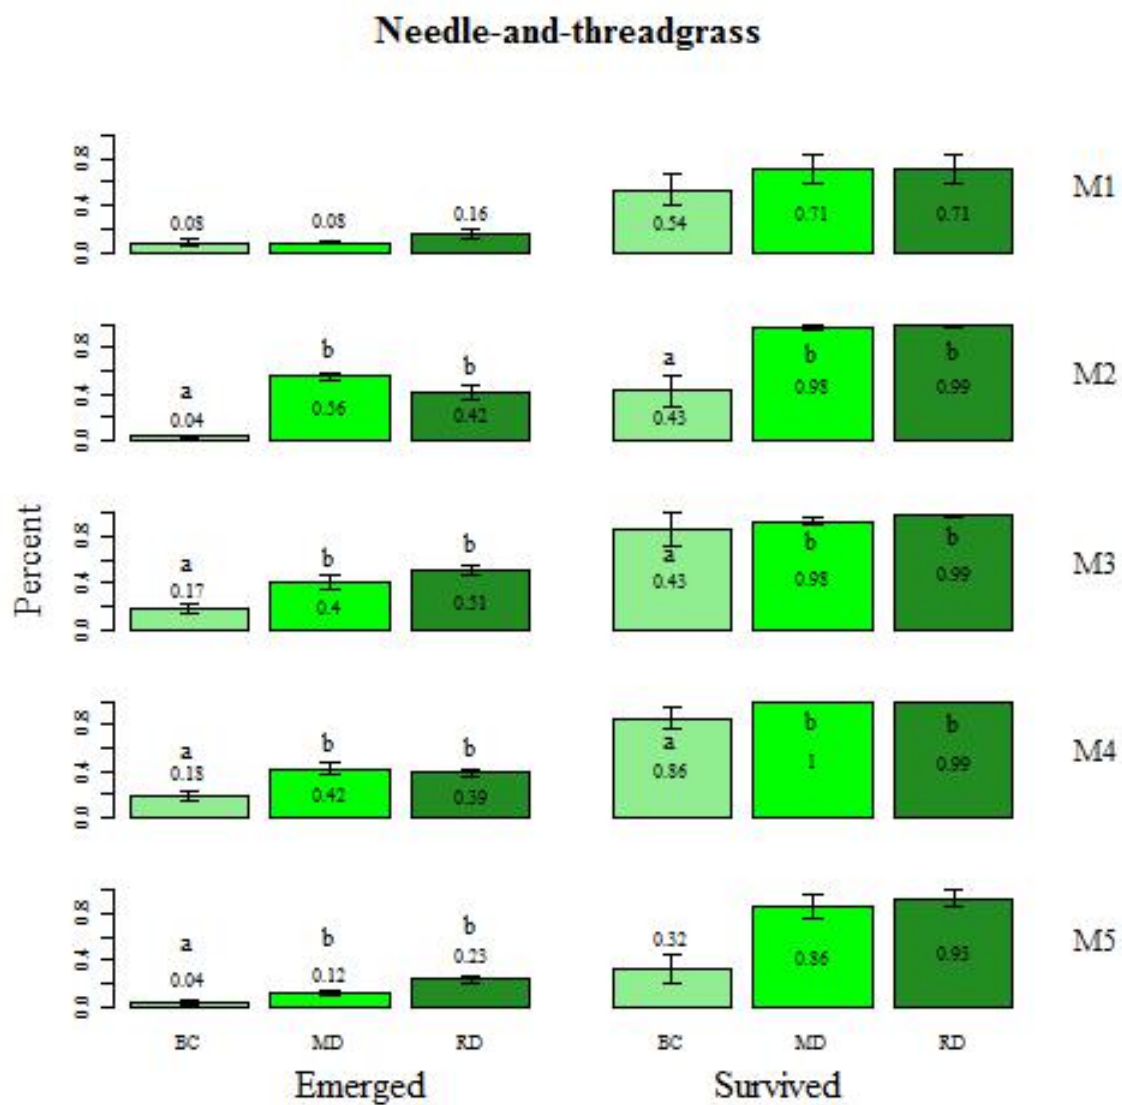 Needle-and-threadgrass
0.0 0.4 0.8
0.08 0.08 0.16 0.54 0.71 0.71
M1
0.0 0.4 0.8
a b b a b b
0.04 0.56 0.42 0.43 0.98 0.99
M2
Percent
0.0 0.4 0.8
a b b a b b
0.17 0.4 0.51 0.43 0.98 0.99
M3
0.0 0.4 0.8
a b b a b b
0.18 0.42 0.39 0.86 1 0.99
M4
0.0 0.4 0.8
a b b
0.04 0.12 0.23 0.32 0.86 0.93
M5
BC MD RD BC MD RD
Emerged Survived